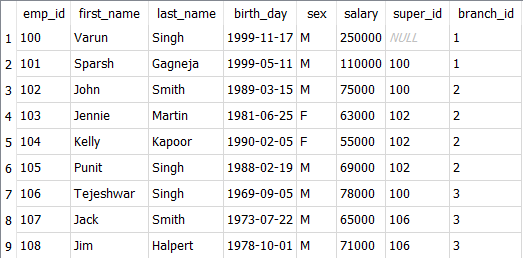 emp_id first_name last_name birth_day sex salary super_id branch_id
1 100 Varun Singh 1999-11-17 M 250000 NULL 1
2 101 Sparsh Gagneja 1999-05-11 M 110000 100 1
3 102 John Smith 1989-03-15 M 75000 100 2
4 103 Jennie Martin 1981-06-25 F 63000 102 2
5 104 Kelly Kapoor 1990-02-05 F 55000 102 2
6 105 Punit Singh 1988-02-19 M 69000 102 2
7 106 Tejeshwar Singh 1969-09-05 M 78000 100 3
8 107 Jack Smith 1973-07-22 M 65000 106 3
9 108 Jim Halpert 1978-10-01 M 71000 106 3